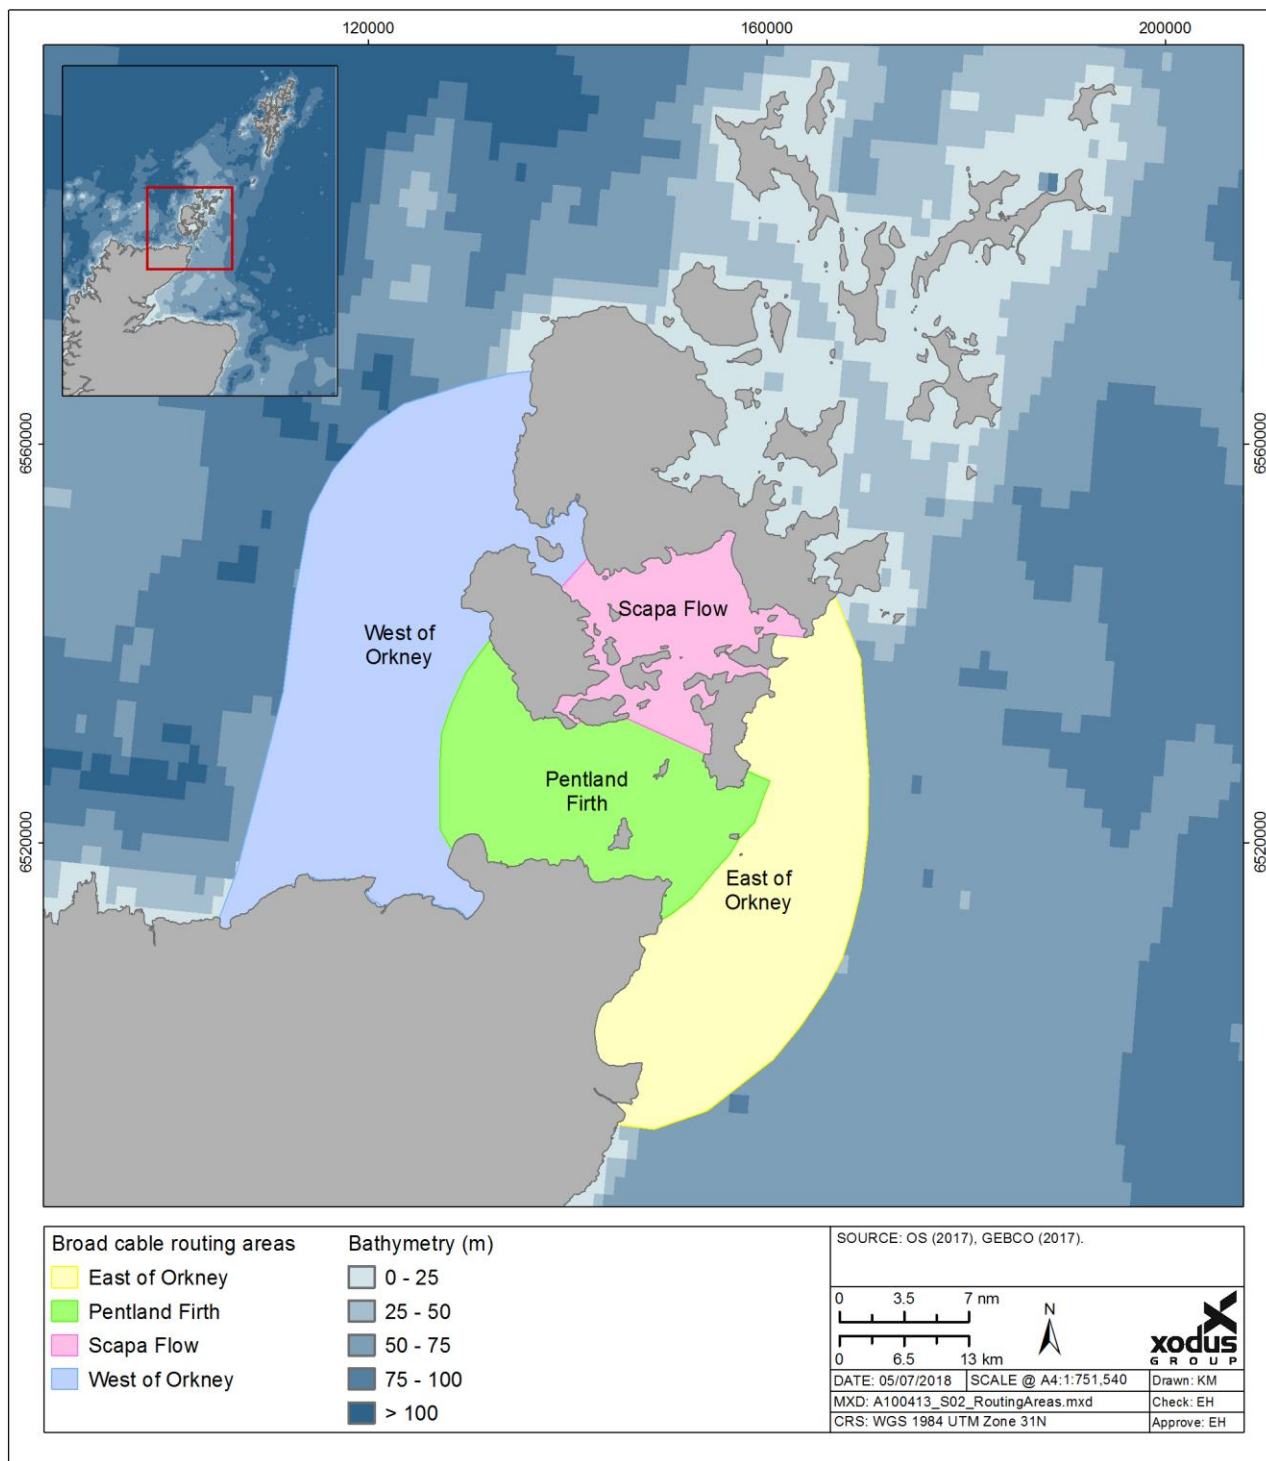 120000
160000
200000
6560000
6560000
Scapa Flow
West of
Orkney
Pentland
Firth
6520000
6520000
East of
Orkney
Broad cable routing areas
East of Orkney
Pentland Firth
Scapa Flow
West of Orkney
Bathymetry (m)
0 - 25
25 - 50
50 - 75
75 - 100
> 100
SOURCE: OS (2017), GEBCO (2017).
0 3.5 7 nm
0 6.5 13 km
N
xodus
GROUP
DATE: 05/07/2018
SCALE @ A4:1:751,540
Drawn: KM
MXD: A100413_S02_RoutingAreas.mxd
Check: EH
CRS: WGS 1984 UTM Zone 31N
Approve: EH